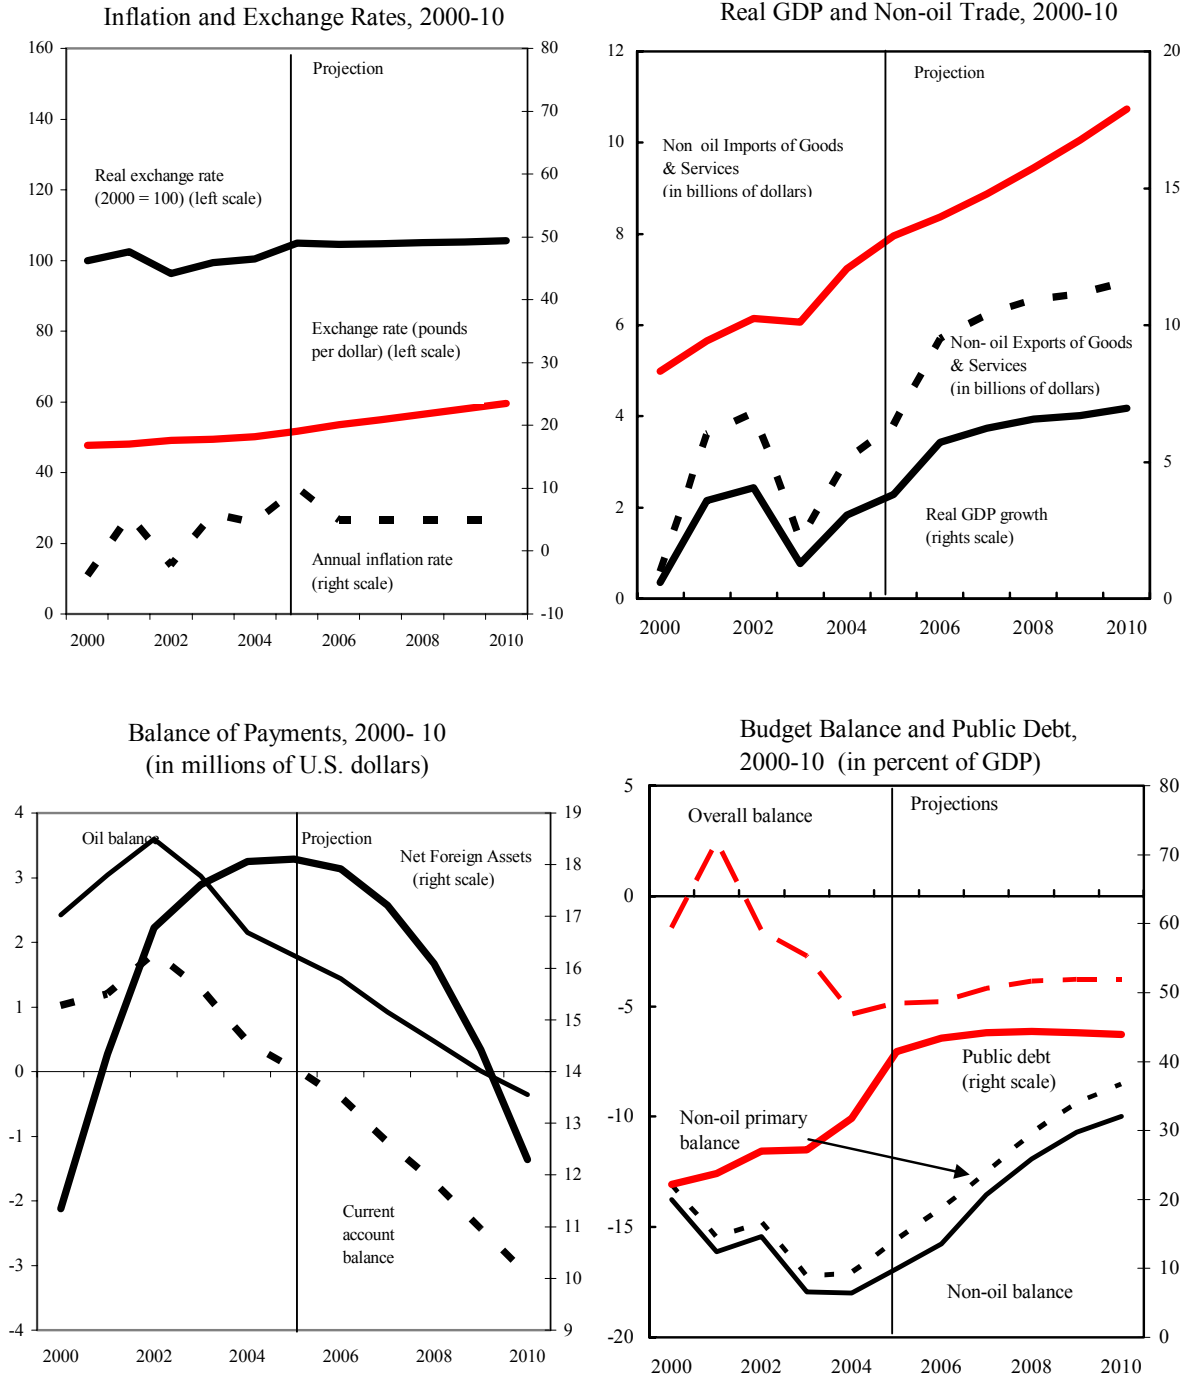 Inflation and Exchange Rates, 2000-10
160
140
120
100
80
60
40
20
0
80
70
60
50
40
30
20
10
0
-10
Projection
Real exchange rate
(2000 = 100) (left scale)
Exchange rate (pounds
per dollar) (left scale)
Annual inflation rate
(right scale)
2000 2002 2004 2006 2008 2010
Real GDP and Non-oil Trade, 2000-10
12
10
8
6
4
2
0
20
15
10
5
0
Projection
Non oil Imports of Goods
& Services
(in billions of dollars)
Non- oil Exports of Goods
& Services
(in billions of dollars)
Real GDP growth
(rights scale)
2000 2002 2004 2006 2008 2010
Balance of Payments, 2000- 10
(in millions of U.S. dollars)
4
3
2
1
0
-1
-2
-3
-4
19
18
17
16
15
14
13
12
11
10
9
Oil balance
Projection
Net Foreign Assets
(right scale)
Current
account
balance
2000 2002 2004 2006 2008 2010
Budget Balance and Public Debt,
2000-10 (in percent of GDP)
5
0
-5
-10
-15
-20
80
70
60
50
40
30
20
10
0
Projections
Overall balance
Public debt
(right scale)
Non-oil primary
balance
Non-oil balance
2000 2002 2004 2006 2008 2010